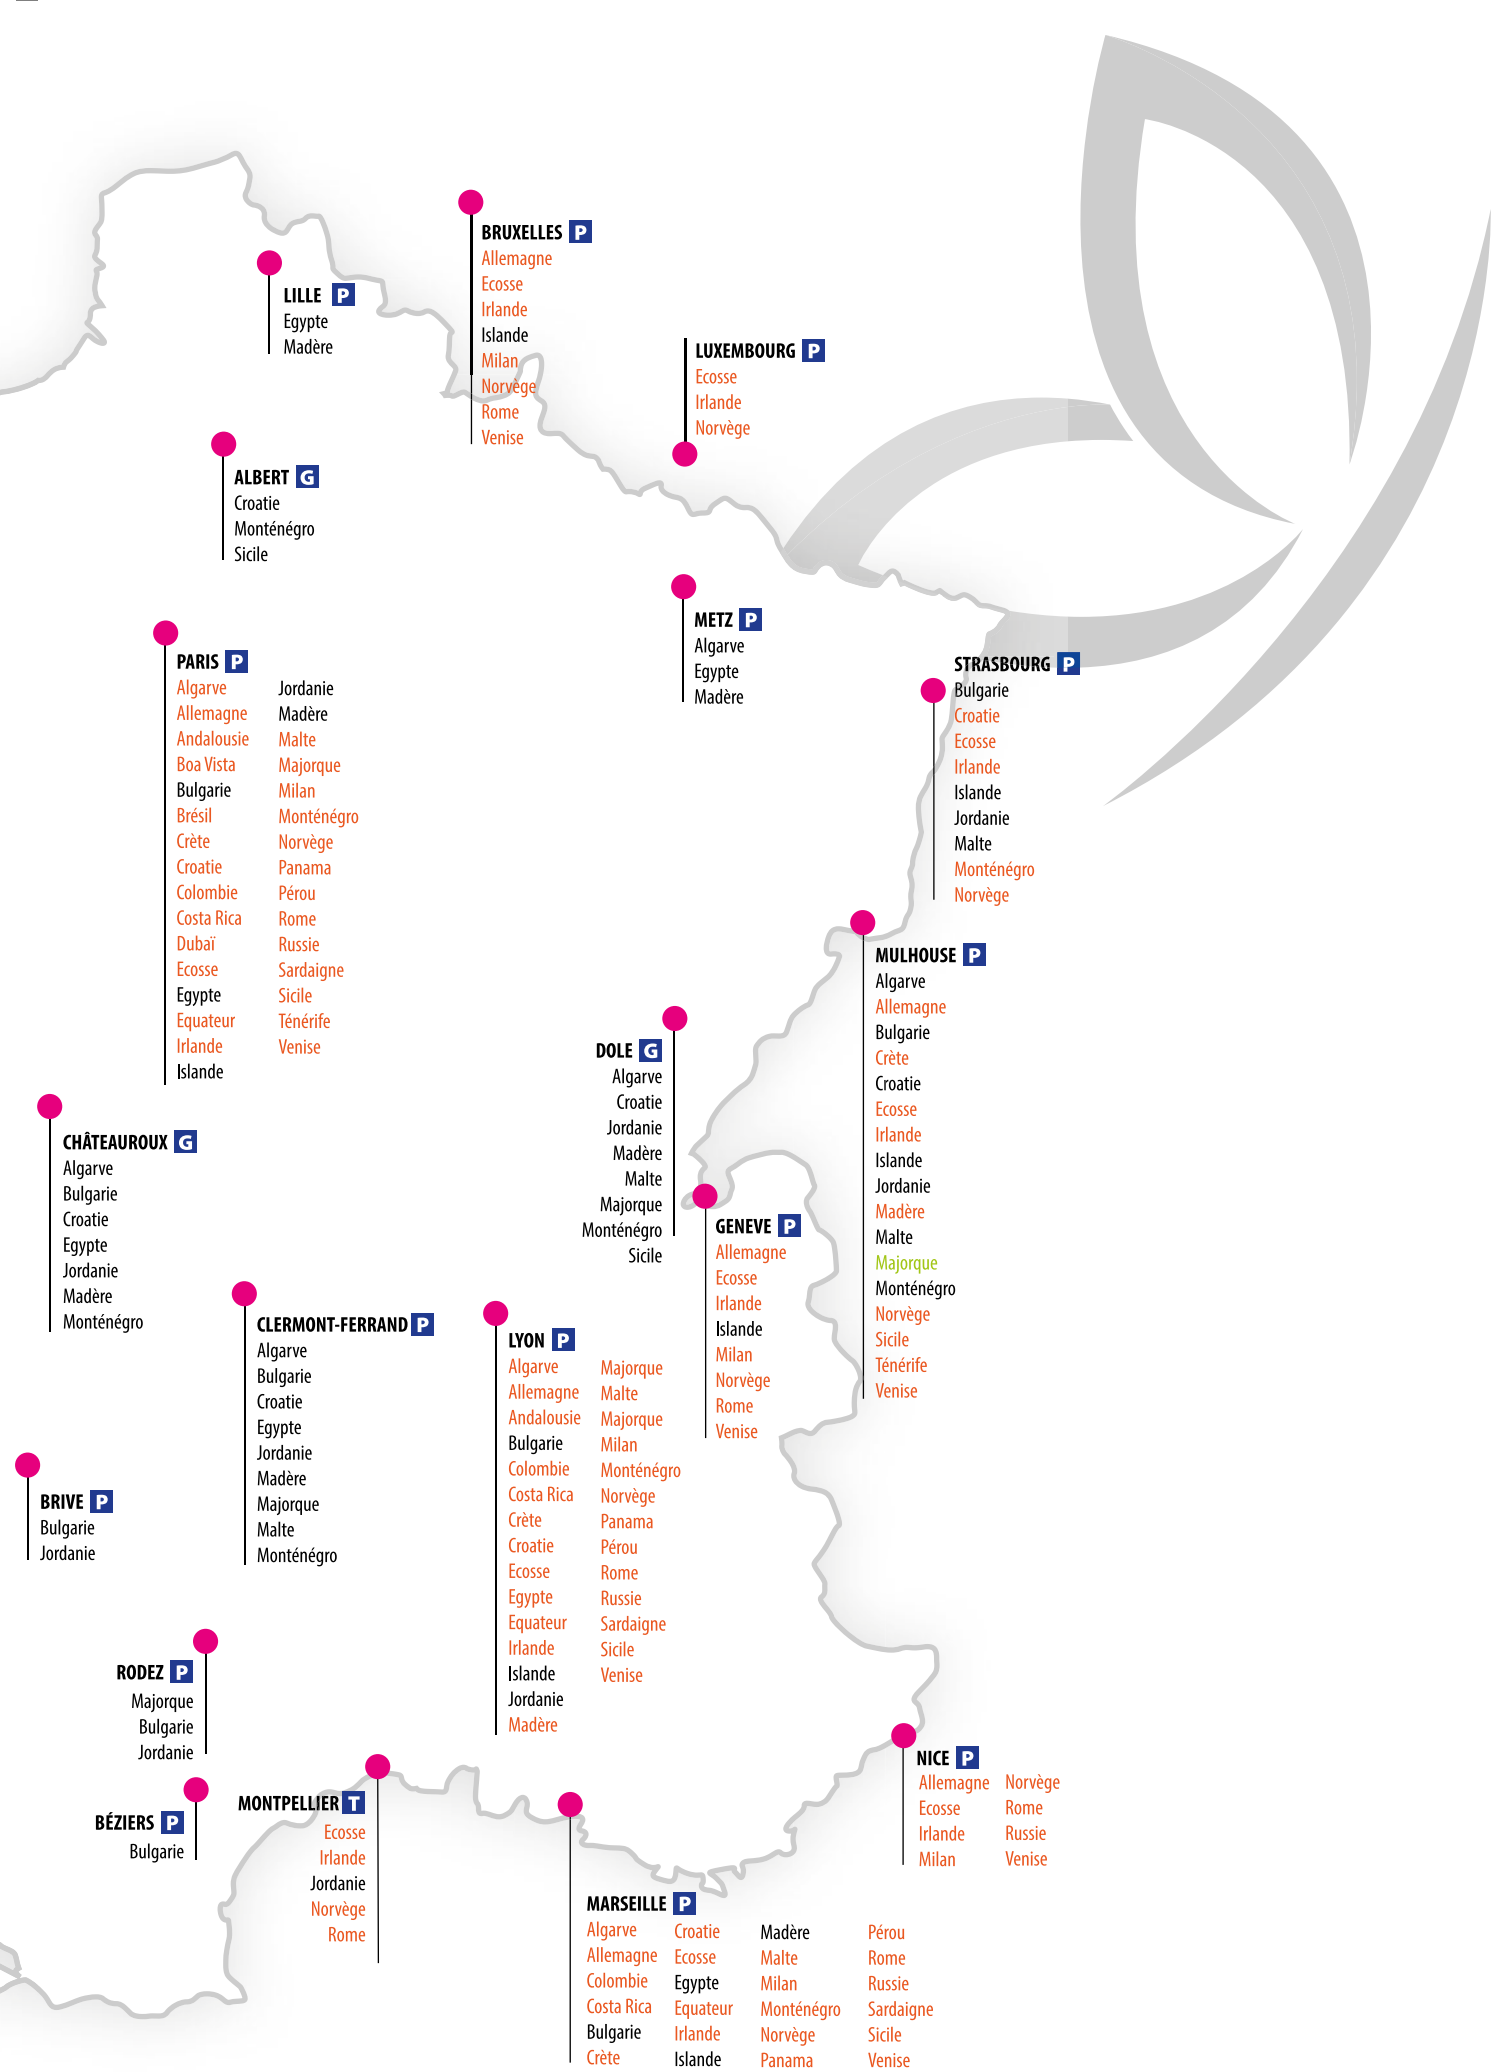 BRUXELLES P
Allemagne
Ecosse
Irlande
Islande
Milan
Norvège
Rome
Venise
LILLE P
Egypte
Madère
LUXEMBOURG P
Ecosse
Irlande
Norvège
ALBERT G
Croatie
Monténégro
Sicile
METZ P
Algarve
Egypte
Madère
PARIS P
Algarve
Allemagne
Andalousie
Boa Vista
Bulgarie
Brésil
Crète
Croatie
Colombie
Costa Rica
Dubaï
Ecosse
Egypte
Equateur
Irlande
Islande
Jordanie
Madère
Malte
Majorque
Milan
Monténégro
Norvège
Panama
Pérou
Rome
Russie
Sardaigne
Sicile
Ténérife
Venise
STRASBOURG P
Bulgarie
Croatie
Ecosse
Irlande
Islande
Jordanie
Malte
Monténégro
Norvège
MULHOUSE P
Algarve
Allemagne
Bulgarie
Crète
Croatie
Ecosse
Irlande
Islande
Jordanie
Madère
Malte
Majorque
Monténégro
Norvège
Sicile
Ténérife
Venise
DOLE G
Algarve
Croatie
Jordanie
Madère
Malte
Majorque
Monténégro
Sicile
CHÂTEAUROUX G
Algarve
Bulgarie
Croatie
Egypte
Jordanie
Madère
Monténégro
GENEVE P
Allemagne
Ecosse
Irlande
Islande
Milan
Norvège
Rome
Venise
CLERMONT-FERRAND P
Algarve
Bulgarie
Croatie
Egypte
Jordanie
Madère
Majorque
Malte
Monténégro
LYON P
Algarve
Allemagne
Andalousie
Bulgarie
Colombie
Costa Rica
Crète
Croatie
Ecosse
Egypte
Equateur
Irlande
Islande
Jordanie
Madère
Majorque
Malte
Majorque
Milan
Monténégro
Norvège
Panama
Pérou
Rome
Russie
Sardaigne
Sicile
Venise
BRIVE P
Bulgarie
Jordanie
RODEZ P
Majorque
Bulgarie
Jordanie
BÉZIERS P
Bulgarie
MONTPELLIER T
Ecosse
Irlande
Jordanie
Norvège
Rome
NICE P
Allemagne
Ecosse
Irlande
Milan
Norvège
Rome
Russie
Venise
MARSEILLE P
Algarve
Allemagne
Colombie
Costa Rica
Bulgarie
Crète
Croatie
Ecosse
Egypte
Equateur
Irlande
Islande
Madère
Malte
Milan
Monténégro
Norvège
Panama
Pérou
Rome
Russie
Sardaigne
Sicile
Venise